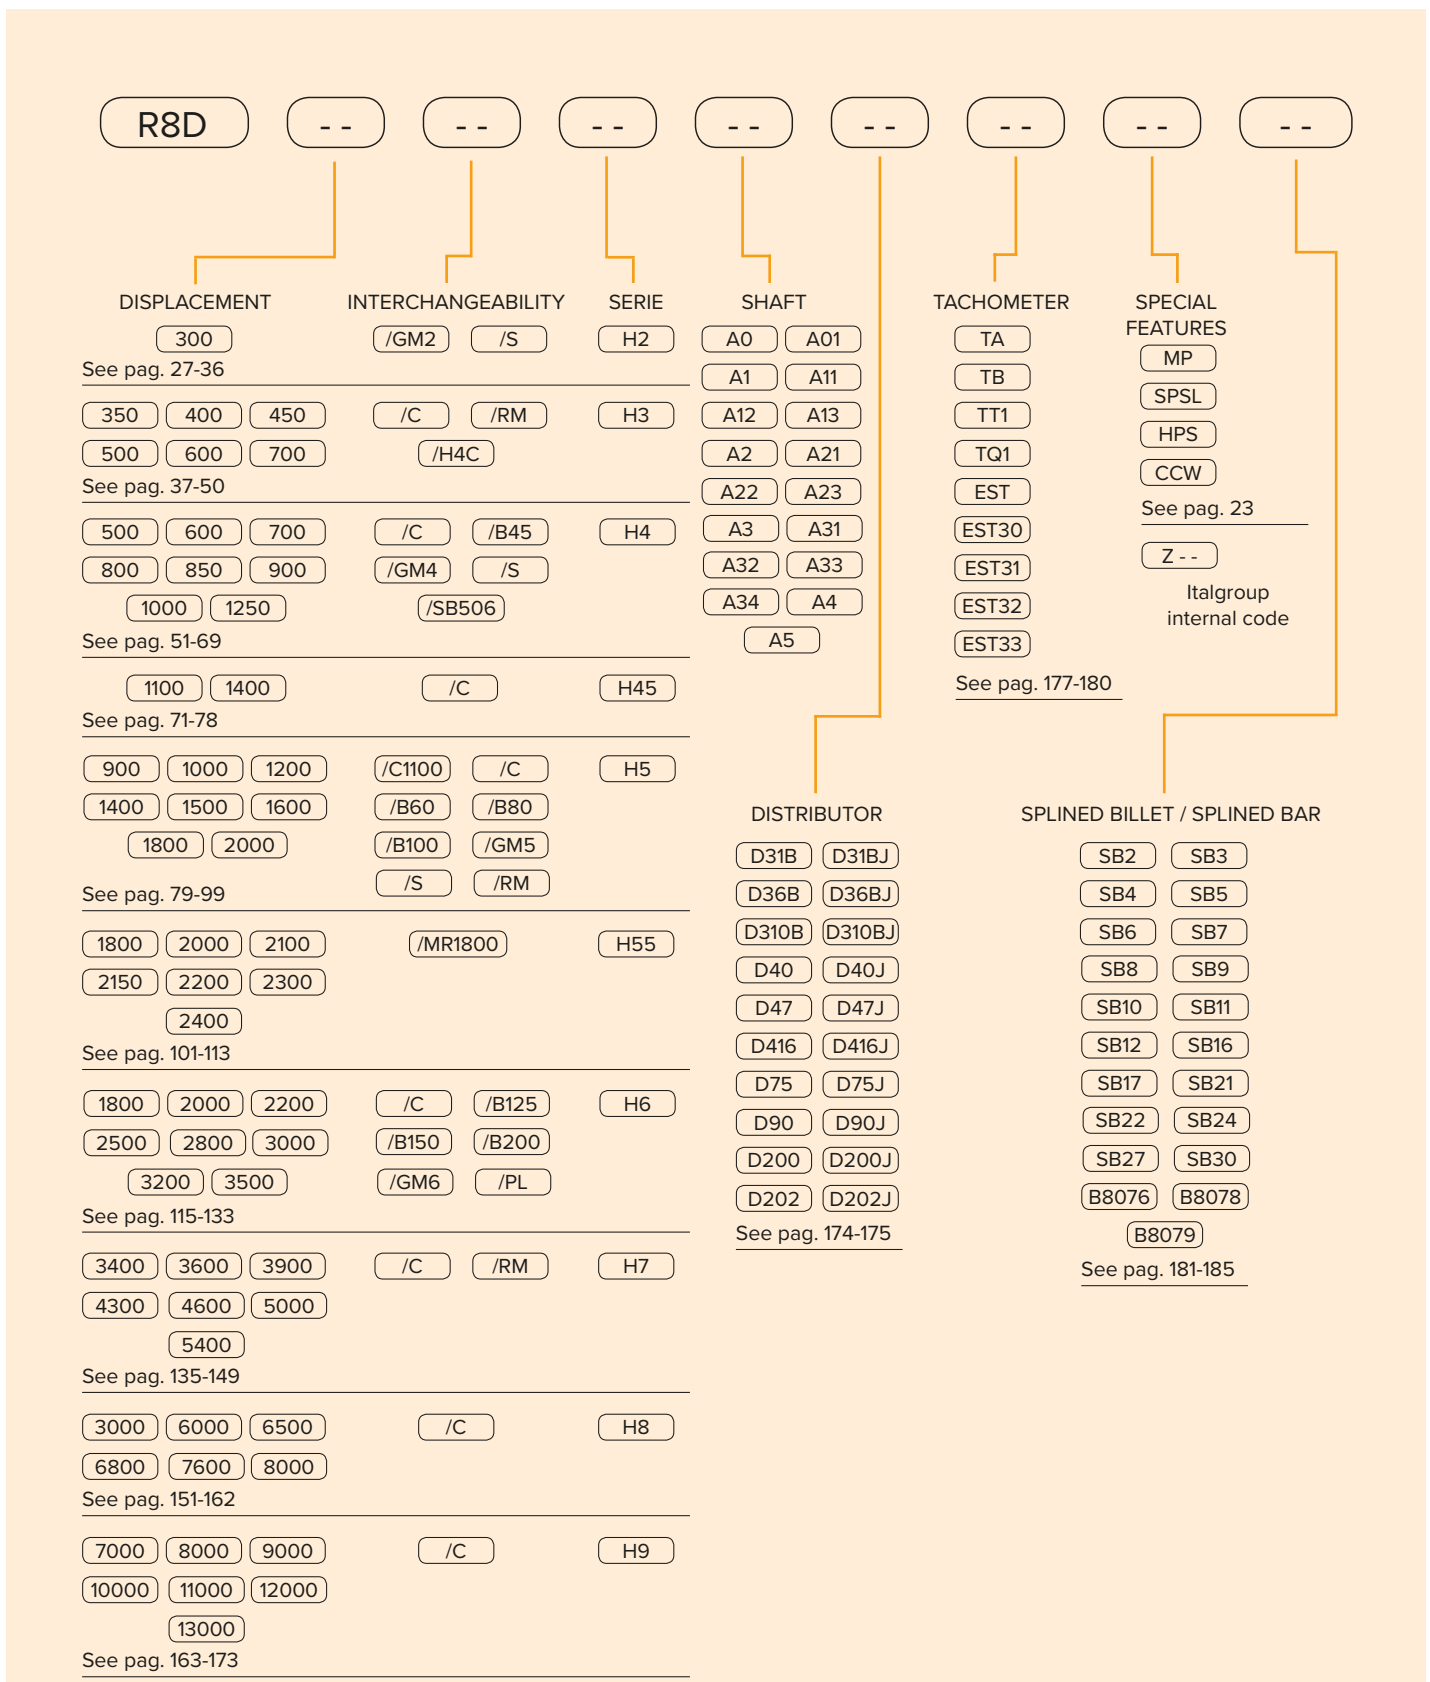 R8D -- -- -- -- -- -- -- --
DISPLACEMENT INTERCHANGEABILITY SERIE
300 /GM2 /S H2
See pag. 27-36
350 400 450 /C /RM H3
500 600 700 /H4C
See pag. 37-50
500 600 700 /C /B45 H4
800 850 900 /GM4 /S
1000 1250 /SB506
See pag. 51-69
1100 1400 /C H45
See pag. 71-78
900 1000 1200 /C1100 /C H5
1400 1500 1600 /B60 /B80
1800 2000 /B100 /GM5
/S /RM
See pag. 79-99
1800 2000 2100 /MR1800 H55
2150 2200 2300
2400
See pag. 101-113
1800 2000 2200 /C /B125 H6
2500 2800 3000 /B150 /B200
3200 3500 /GM6 /PL
See pag. 115-133
3400 3600 3900 /C /RM H7
4300 4600 5000
5400
See pag. 135-149
3000 6000 6500 /C H8
6800 7600 8000
See pag. 151-162
7000 8000 9000 /C H9
10000 11000 12000
13000
See pag. 163-173
SHAFT
A0 A01
A1 A11
A12 A13
A2 A21
A22 A23
A3 A31
A32 A33
A34 A4
A5
DISTRIBUTOR
D31B D31BJ
D36B D36BJ
D310B D310BJ
D40 D40J
D47 D47J
D416 D416J
D75 D75J
D90 D90J
D200 D200J
D202 D202J
See pag. 174-175
TACHOMETER
TA
TB
TT1
TQ1
EST
EST30
EST31
EST32
EST33
See pag. 177-180
SPECIAL
FEATURES
MP
SPSL
HPS
CCW
See pag. 23
Z - -
Italgroup
internal code
SPLINED BILLET / SPLINED BAR
SB2 SB3
SB4 SB5
SB6 SB7
SB8 SB9
SB10 SB11
SB12 SB16
SB17 SB21
SB22 SB24
SB27 SB30
B8076 B8078
B8079
See pag. 181-185